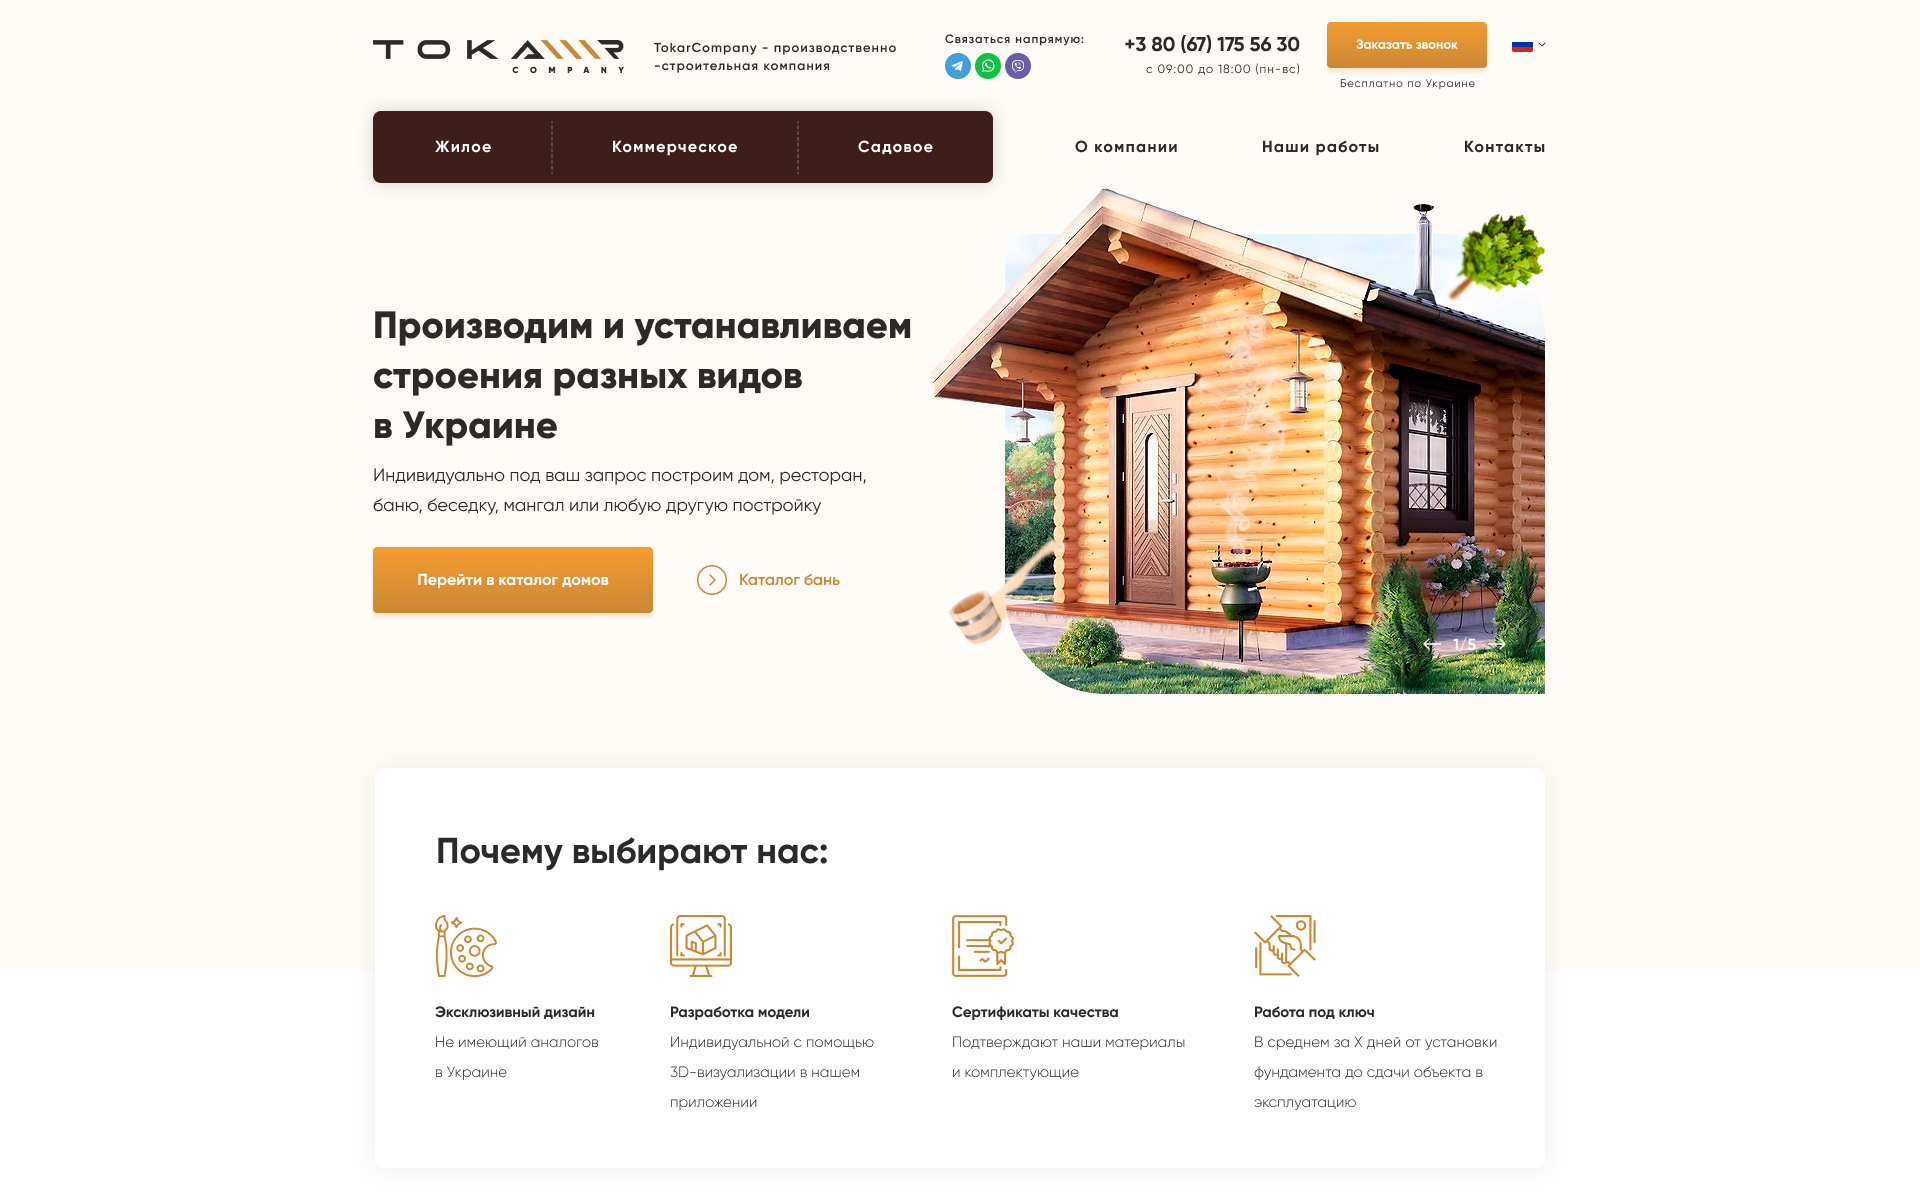 TOKAR
COMPANY
TokarCompany - производственно
-строительная компания
Связаться напрямую:
+3 80 (67) 175 56 30
с 09:00 до 18:00 (пн-вс)
Заказать звонок
Бесплатно по Украине
Жилое
Коммерческое
Садовое
О компании
Наши работы
Контакты
Производим и устанавливаем
строения разных видов
в Украине
Индивидуально под ваш запрос построим дом, ресторан,
баню, беседку, мангал или любую другую постройку
Перейти в каталог домов
Каталог бань
1/5
Почему выбирают нас:
Эксклюзивный дизайн
Не имеющий аналогов
в Украине
Разработка модели
Индивидуальной с помощью
3D-визуализации в нашем
приложении
Сертификаты качества
Подтверждают наши материалы
и комплектующие
Работа под ключ
В среднем за X дней от установки
фундамента до сдачи объекта в
эксплуатацию